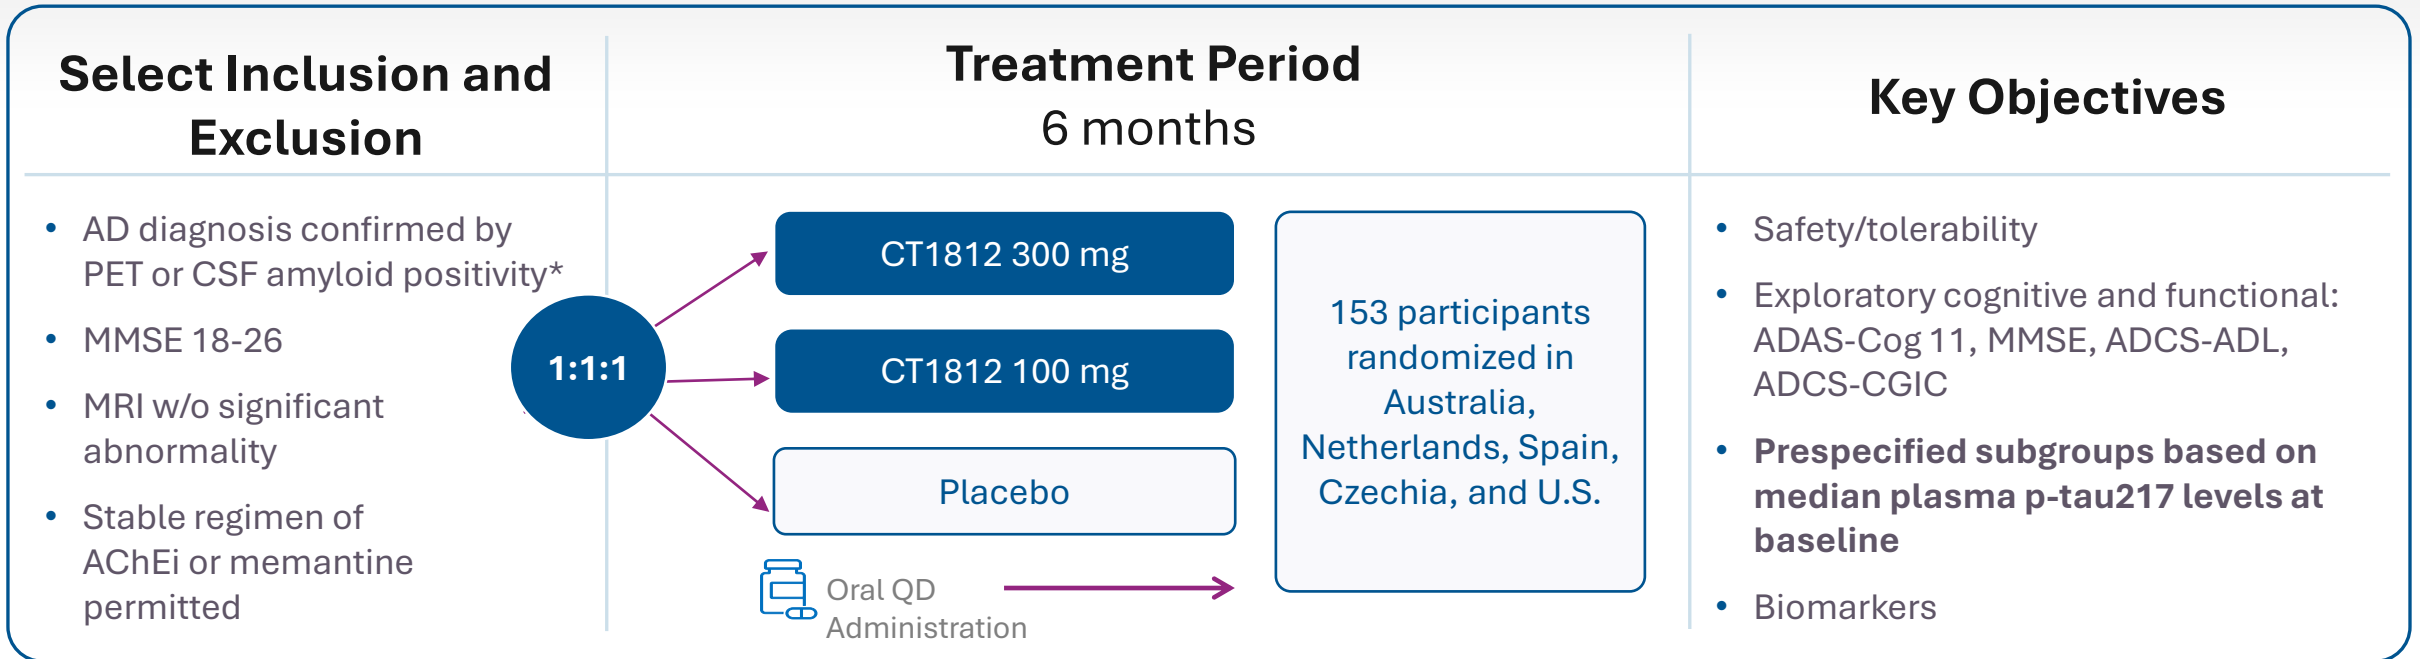 Select Inclusion and
Exclusion
AD diagnosis confirmed by
PET or CSF amyloid positivity*
MMSE 18-26
MRI w/o significant
abnormality
Stable regimen of
AChEi or memantine
permitted
Treatment Period
6 months
1:1:1
CT1812 300 mg
CT1812 100 mg
Placebo
Oral QD
Administration
153 participants
randomized in
Australia,
Netherlands, Spain,
Czechia, and U.S.
Key Objectives
Safety/tolerability
Exploratory cognitive and functional:
ADAS-Cog 11, MMSE, ADCS-ADL,
ADCS-CGIC
Prespecified subgroups based on
median plasma p-tau217 levels at
baseline
Biomarkers